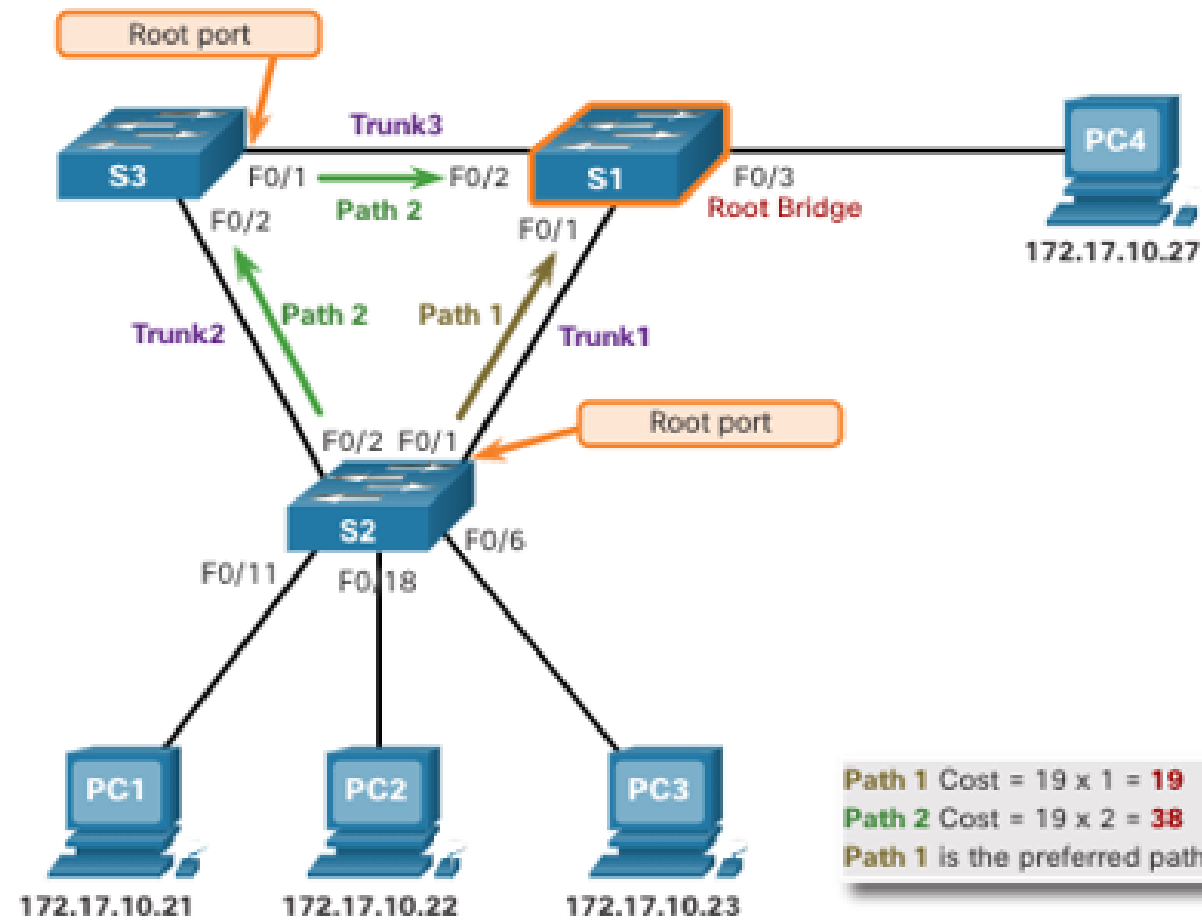 Root port
Trunk3
S3
S1
PC4
F0/1
F0/2
F0/3
Path 2
Root Bridge
F0/2
F0/1
172.17.10.27
Path 2
Path 1
Trunk2
Trunk1
Root port
F0/2 F0/1
S2
F0/6
F0/11
F0/18
PC1
PC2
PC3
Path 1 Cost = 19 x 1 = 19
Path 2 Cost = 19 x 2 = 38
Path 1 is the preferred path
172.17.10.21
172.17.10.22
172.17.10.23